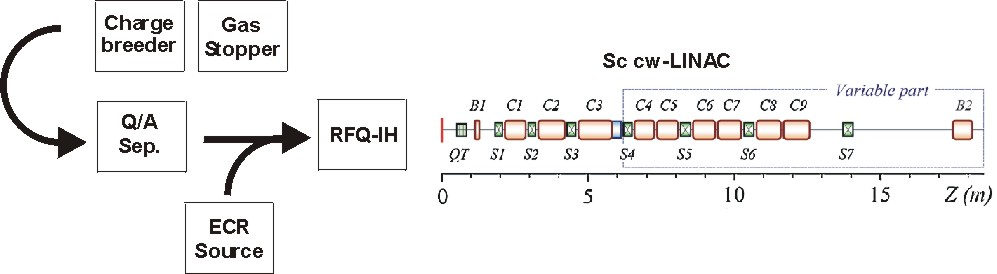 Charge
breeder
Gas
Stopper
Q/A
Sep.
RFQ-IH
ECR
Source
Sc cw-LINAC
Variable part
B1 C1 C2 C3 C4 C5 C6 C7 C8 C9 B2
QT S1 S2 S3 S4 S5 S6 S7
0 5 10 15 Z (m)